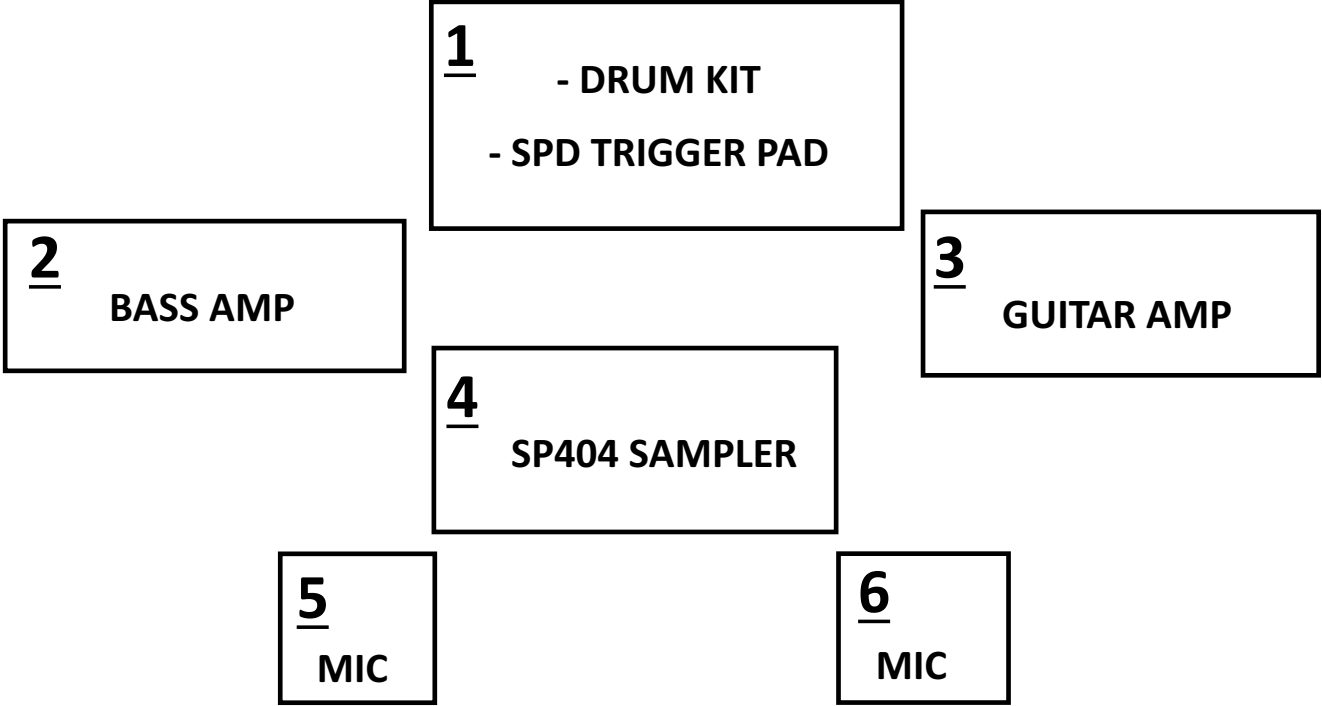 1
- DRUM KIT
- SPD TRIGGER PAD
2
BASS AMP
3
GUITAR AMP
4
SP404 SAMPLER
5
MIC
6
MIC